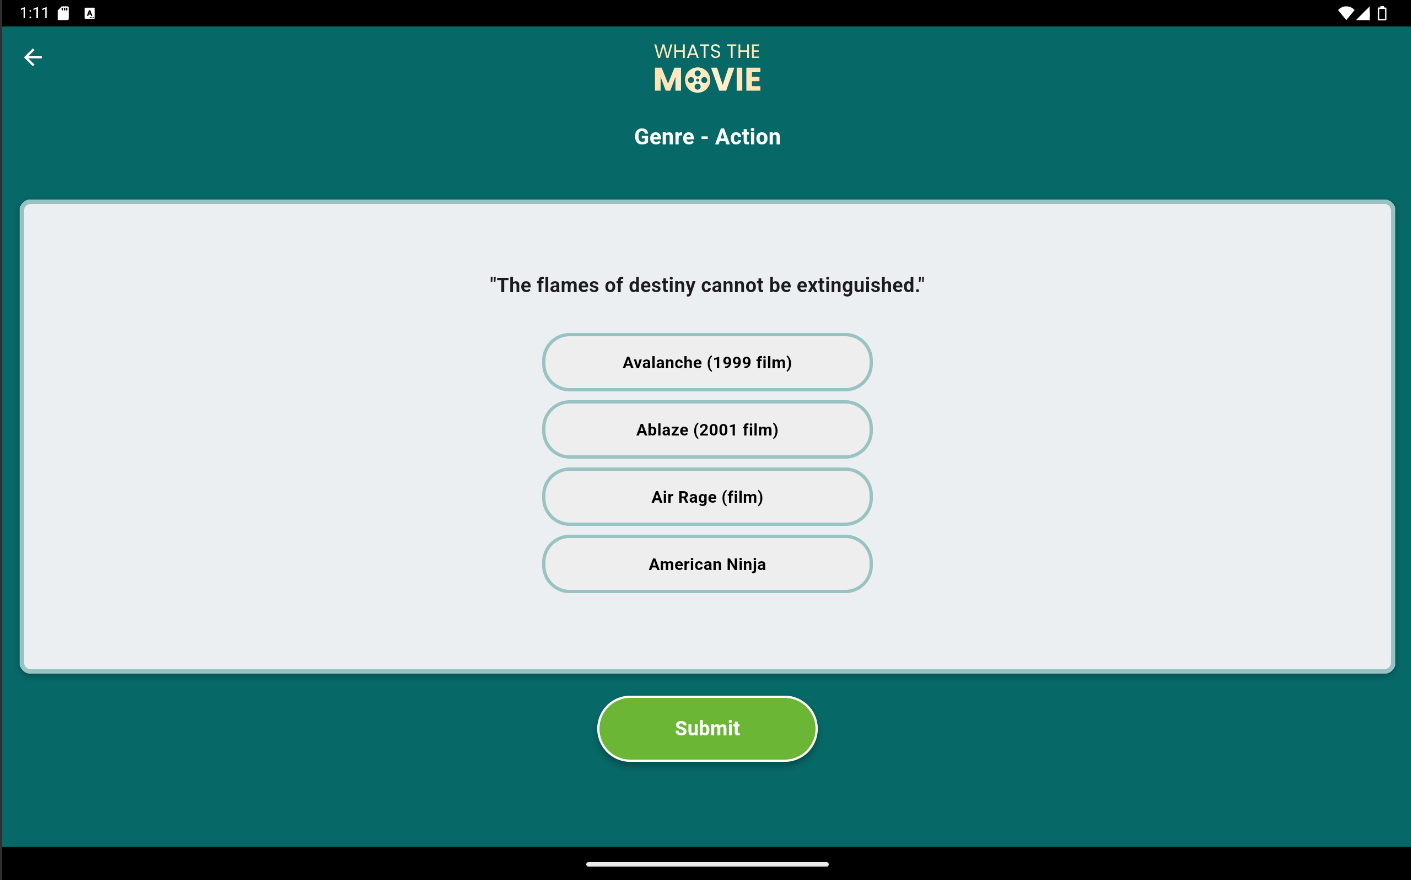 1:11
WHATS THE
MOVIE
Genre - Action
"The flames of destiny cannot be extinguished."
Avalanche (1999 film)
Ablaze (2001 film)
Air Rage (film)
American Ninja
Submit